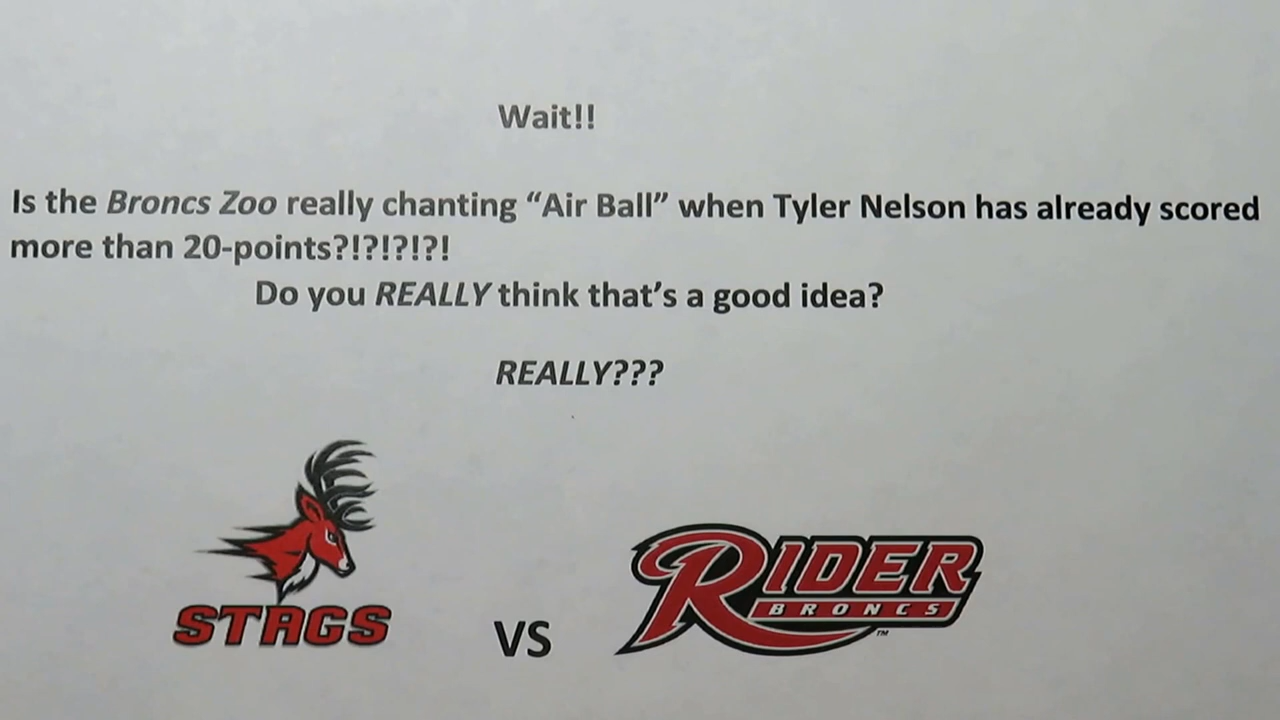 Wait!!
Is the Broncs Zoo really chanting “Air Ball” when Tyler Nelson has already scored
more than 20-points?!?!?!?!
Do you REALLY think that’s a good idea?
REALLY???
STAGS
VS
RIDER
BRONCS
TM